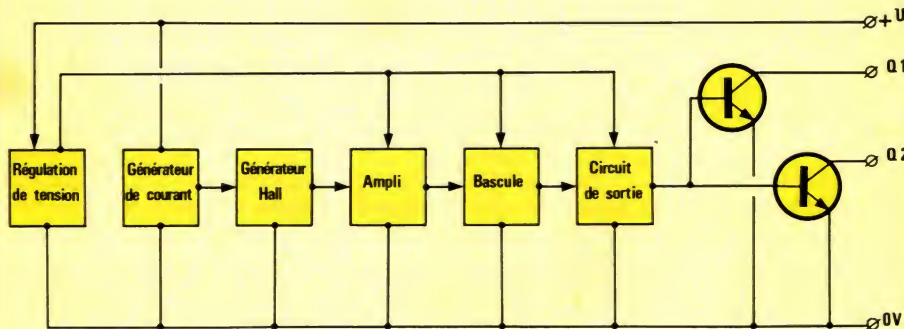 + U
Q1
Q2
Régulation
de tension
Générateur
de courant
Générateur
Hall
Ampli
Bascule
Circuit
de sortie
0V